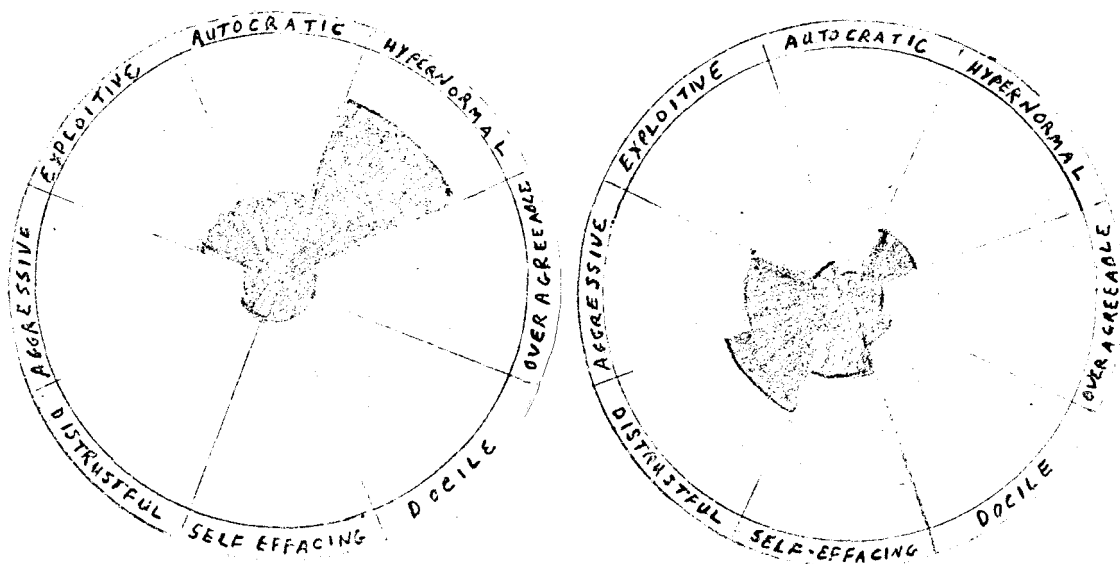 AUTOCRATIC
HYPERNORMAL
OVERAGREEABLE
DOCILE
SELF EFFACING
DISTRUSTFUL
AGGRESSIVE
EXPLOITIVE
AUTOCRATIC
HYPERNORMAL
OVERAGREEABLE
DOCILE
SELF-EFFACING
DISTRUSTFUL
AGGRESSIVE
EXPLOITIVE